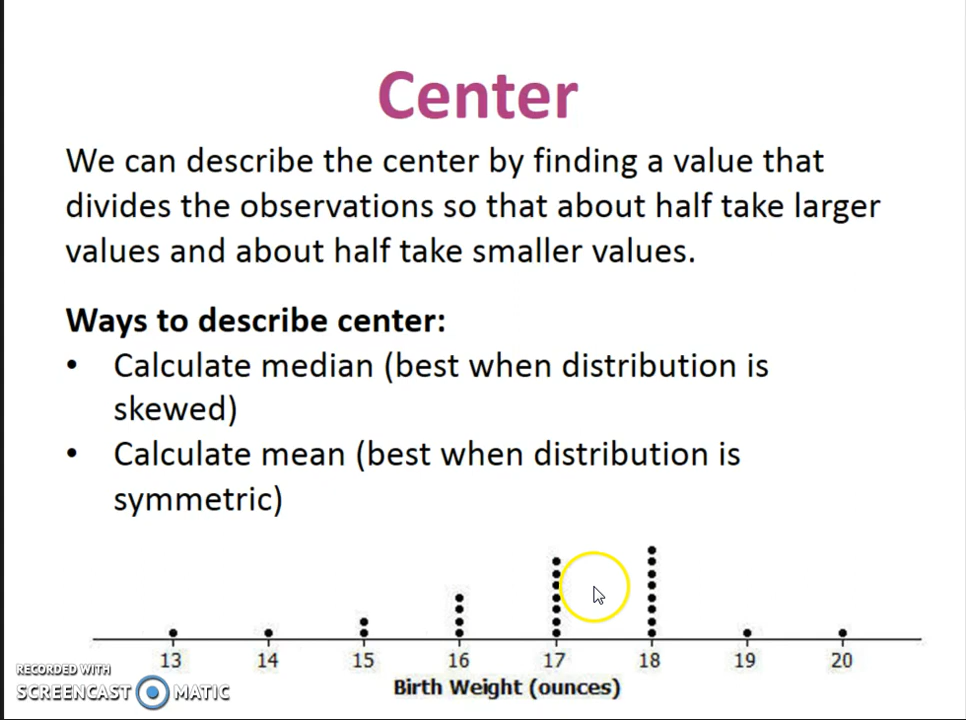 Center
We can describe the center by finding a value that
divides the observations so that about half take larger
values and about half take smaller values.
Ways to describe center:
• Calculate median (best when distribution is
skewed)
• Calculate mean (best when distribution is
symmetric)
13 14 15 16 17 18 19 20
Birth Weight (ounces)
RECORDED WITH
SCREENCAST MATIC